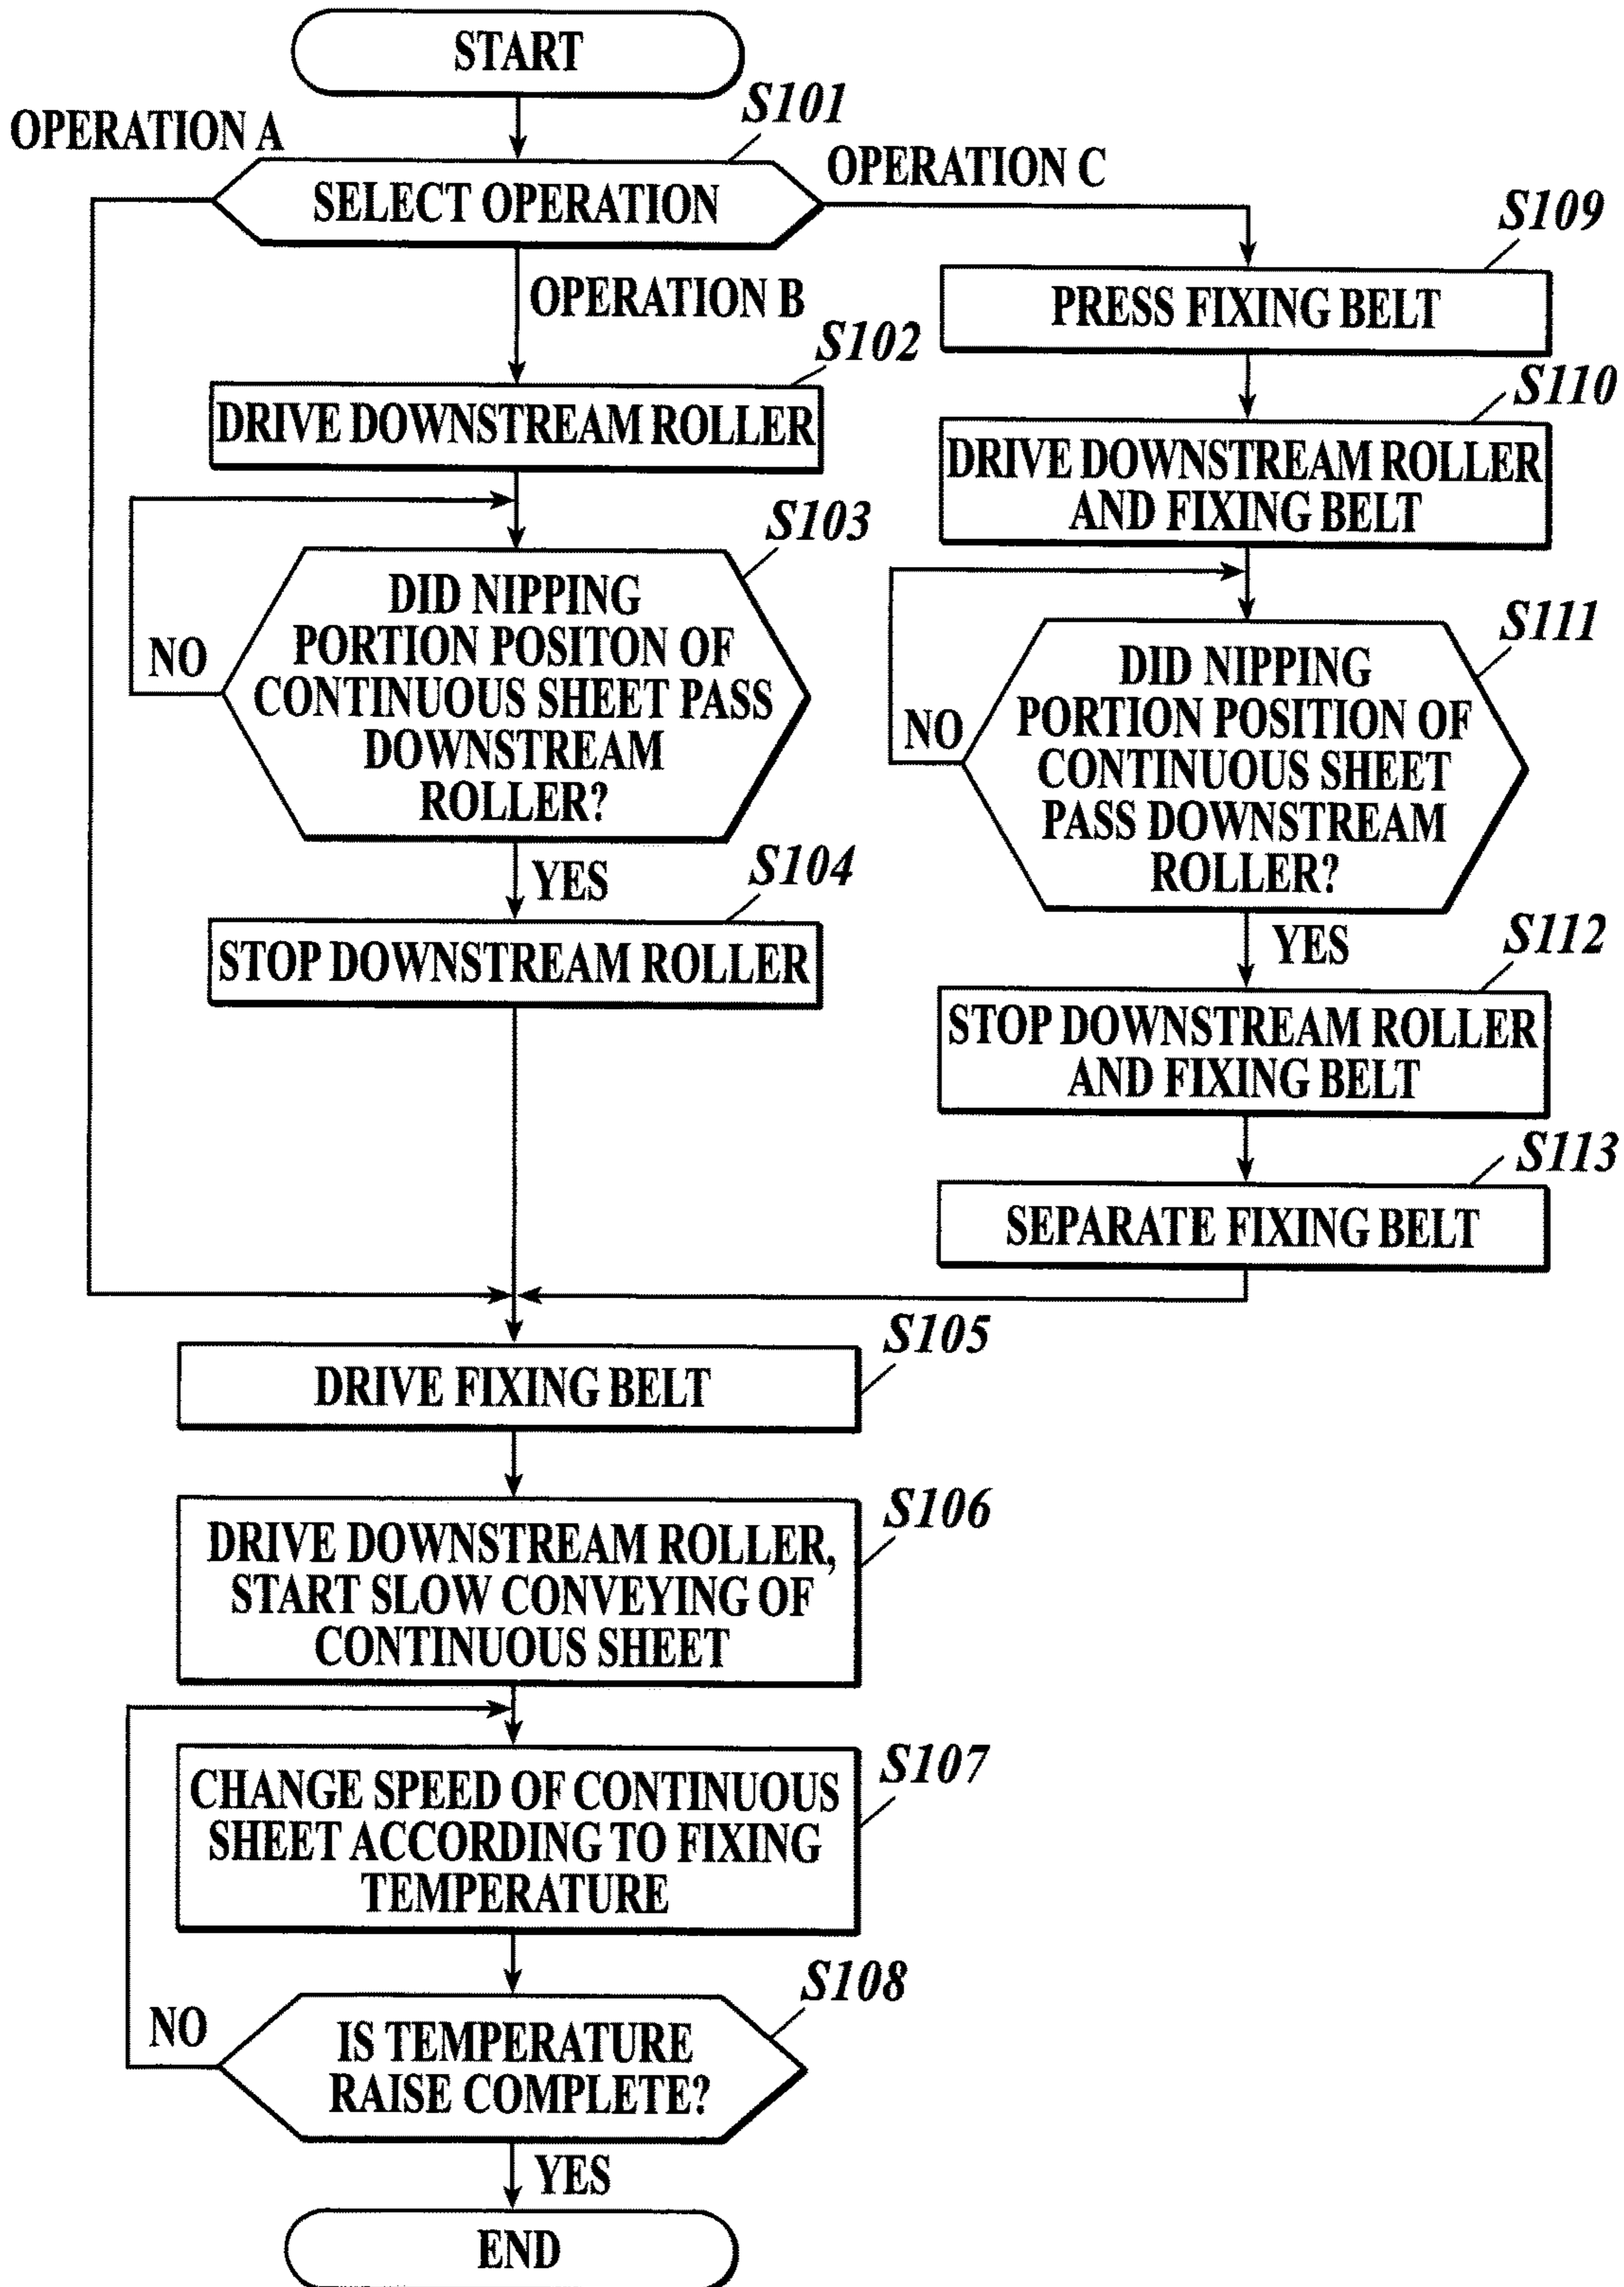 START
S101
OPERATION A
SELECT OPERATION
OPERATION C
OPERATION B
S102
DRIVE DOWNSTREAM ROLLER
S103
DID NIPPING
PORTION POSITON OF
CONTINUOUS SHEET PASS
DOWNSTREAM
ROLLER?
NO
YES
S104
STOP DOWNSTREAM ROLLER
S109
PRESS FIXING BELT
S110
DRIVE DOWNSTREAM ROLLER
AND FIXING BELT
S111
DID NIPPING
PORTION POSITION OF
CONTINUOUS SHEET
PASS DOWNSTREAM
ROLLER?
NO
YES
S112
STOP DOWNSTREAM ROLLER
AND FIXING BELT
S113
SEPARATE FIXING BELT
S105
DRIVE FIXING BELT
S106
DRIVE DOWNSTREAM ROLLER,
START SLOW CONVEYING OF
CONTINUOUS SHEET
S107
CHANGE SPEED OF CONTINUOUS
SHEET ACCORDING TO FIXING
TEMPERATURE
S108
IS TEMPERATURE
RAISE COMPLETE?
NO
YES
END